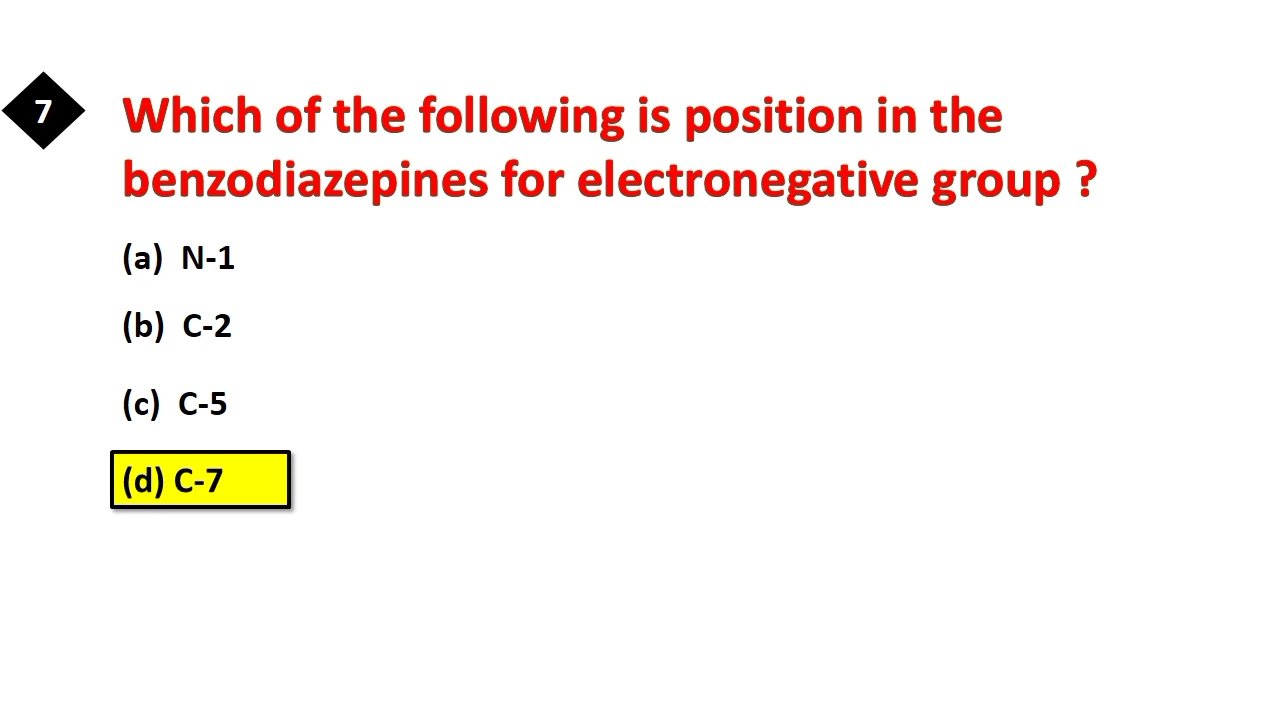 7
Which of the following is position in the
benzodiazepines for electronegative group ?
(a) N-1
(b) C-2
(c) C-5
(d) C-7